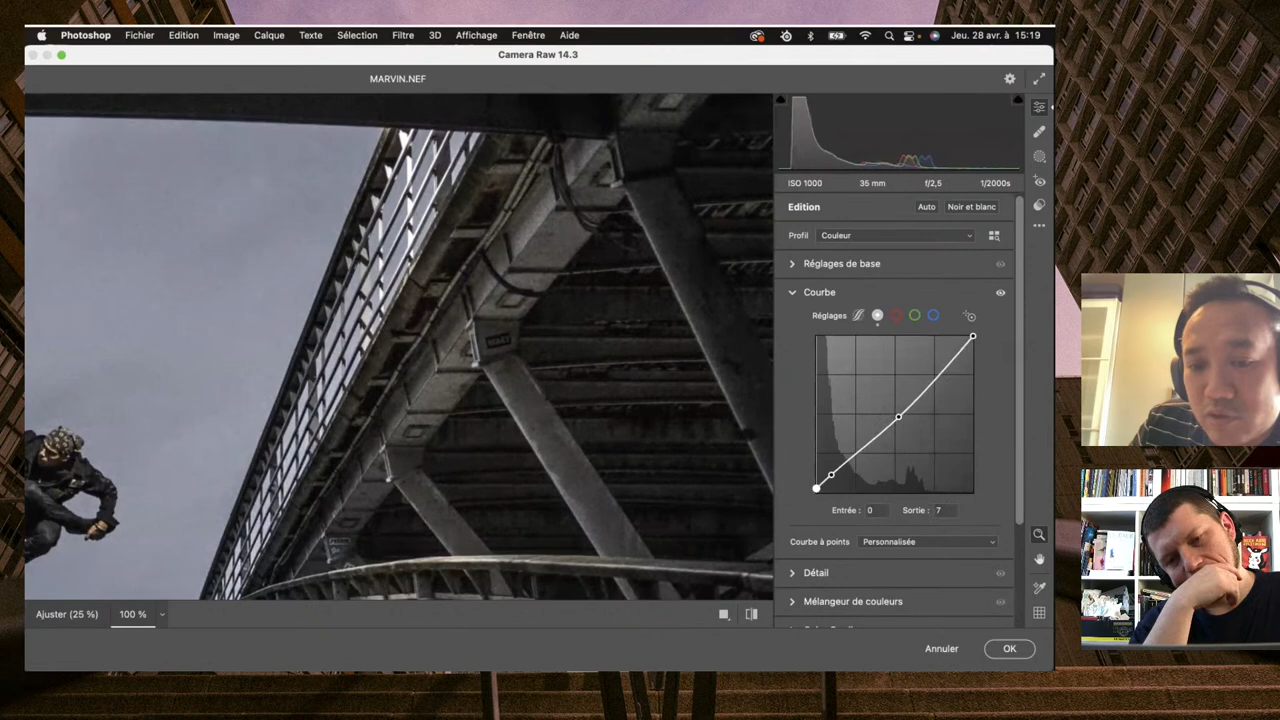 Photoshop Fichier Edition Image Calque Texte Sélection Filtre 3D Affichage Fenêtre Aide Jeu. 28 avr. à 15:19
Camera Raw 14.3
MARVIN.NEF
ISO 1000 35 mm f/2,5 1/2000s
Edition Auto Noir et blanc
Profil Couleur
Réglages de base
Courbe
Réglages
Entrée : 0 Sortie : 7
Courbe à points Personnalisée
Détail
Mélangeur de couleurs
Ajuster (25 %) 100 %
Annuler OK